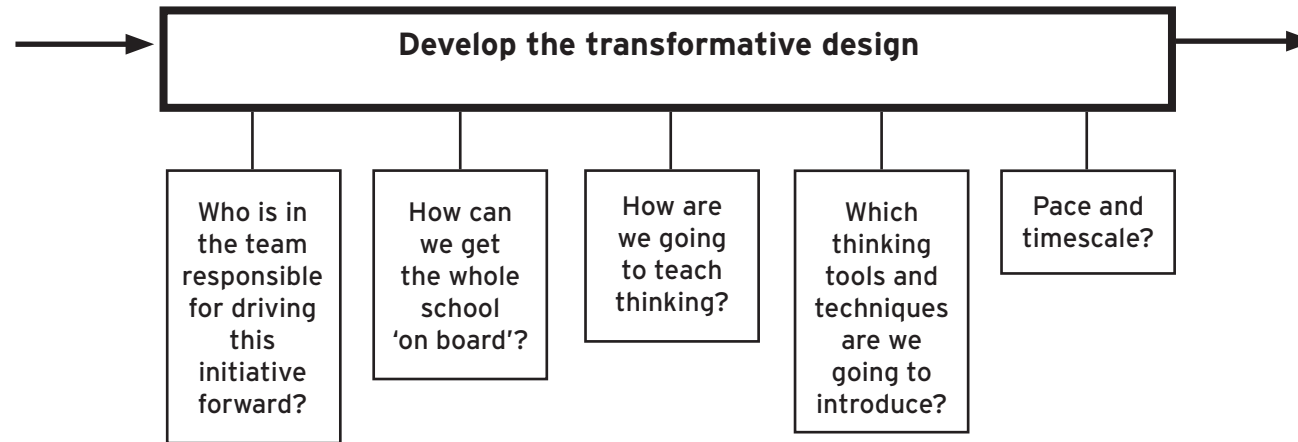 Develop the transformative design
Who is in
the team
responsible
for driving
this
initiative
forward?
How can
we get
the whole
school
‘on board’?
How are
we going
to teach
thinking?
Which
thinking
tools and
techniques
are we
going to
introduce?
Pace and
timescale?